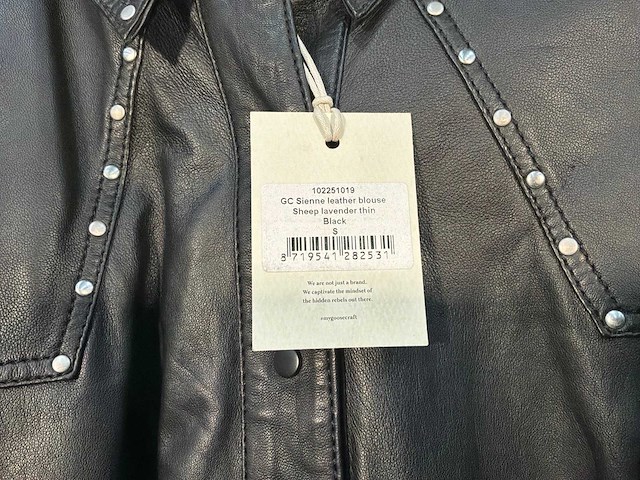 102251019
GC Sienne leather blouse
Sheep lavender thin
Black
S
8 719541 282531
We are not just a brand.
We captivate the mindset of
the hidden rebels out there.
#mygoosecraft